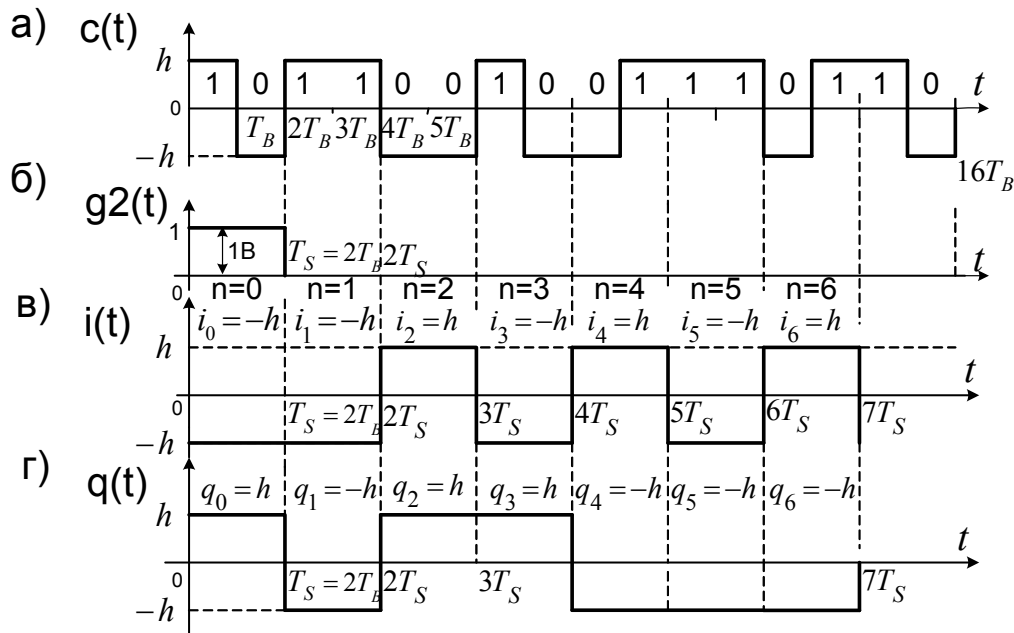 а) c(t)
h
1 0 1 1 0 0 1 0 0 1 1 1 0 1 1 0 t
0
T_B 2T_B 3T_B 4T_B 5T_B
−h
16T_B
б) g2(t)
1
1В
T_S = 2T_B 2T_S t
0
n=0 n=1 n=2 n=3 n=4 n=5 n=6
в) i(t)
i_0 = −h i_1 = −h i_2 = h i_3 = −h i_4 = h i_5 = −h i_6 = h
h
t
0
T_S = 2T_B 2T_S 3T_S 4T_S 5T_S 6T_S 7T_S
−h
г) q(t)
q_0 = h q_1 = −h q_2 = h q_3 = h q_4 = −h q_5 = −h q_6 = −h
h
t
0
T_S = 2T_B 2T_S 3T_S 7T_S
−h